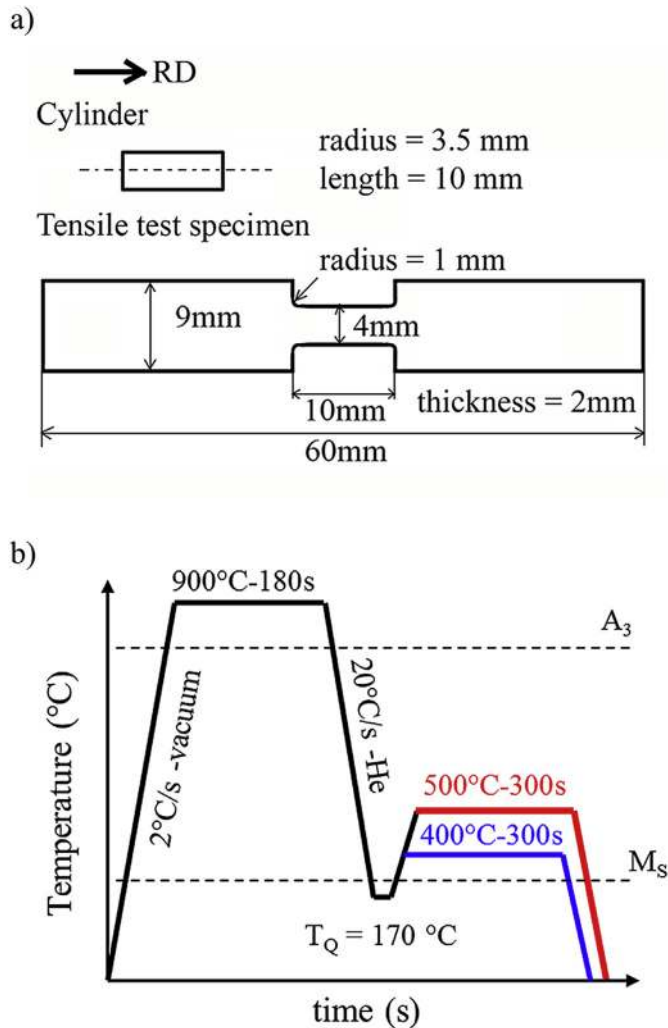 a)
RD
Cylinder
radius = 3.5 mm
length = 10 mm
Tensile test specimen
radius = 1 mm
9mm
4mm
10mm
thickness = 2mm
60mm
b)
900°C-180s
A3
2°C/s -vacuum
20°C/s -He
500°C-300s
400°C-300s
MS
TQ = 170 °C
Temperature (°C)
time (s)